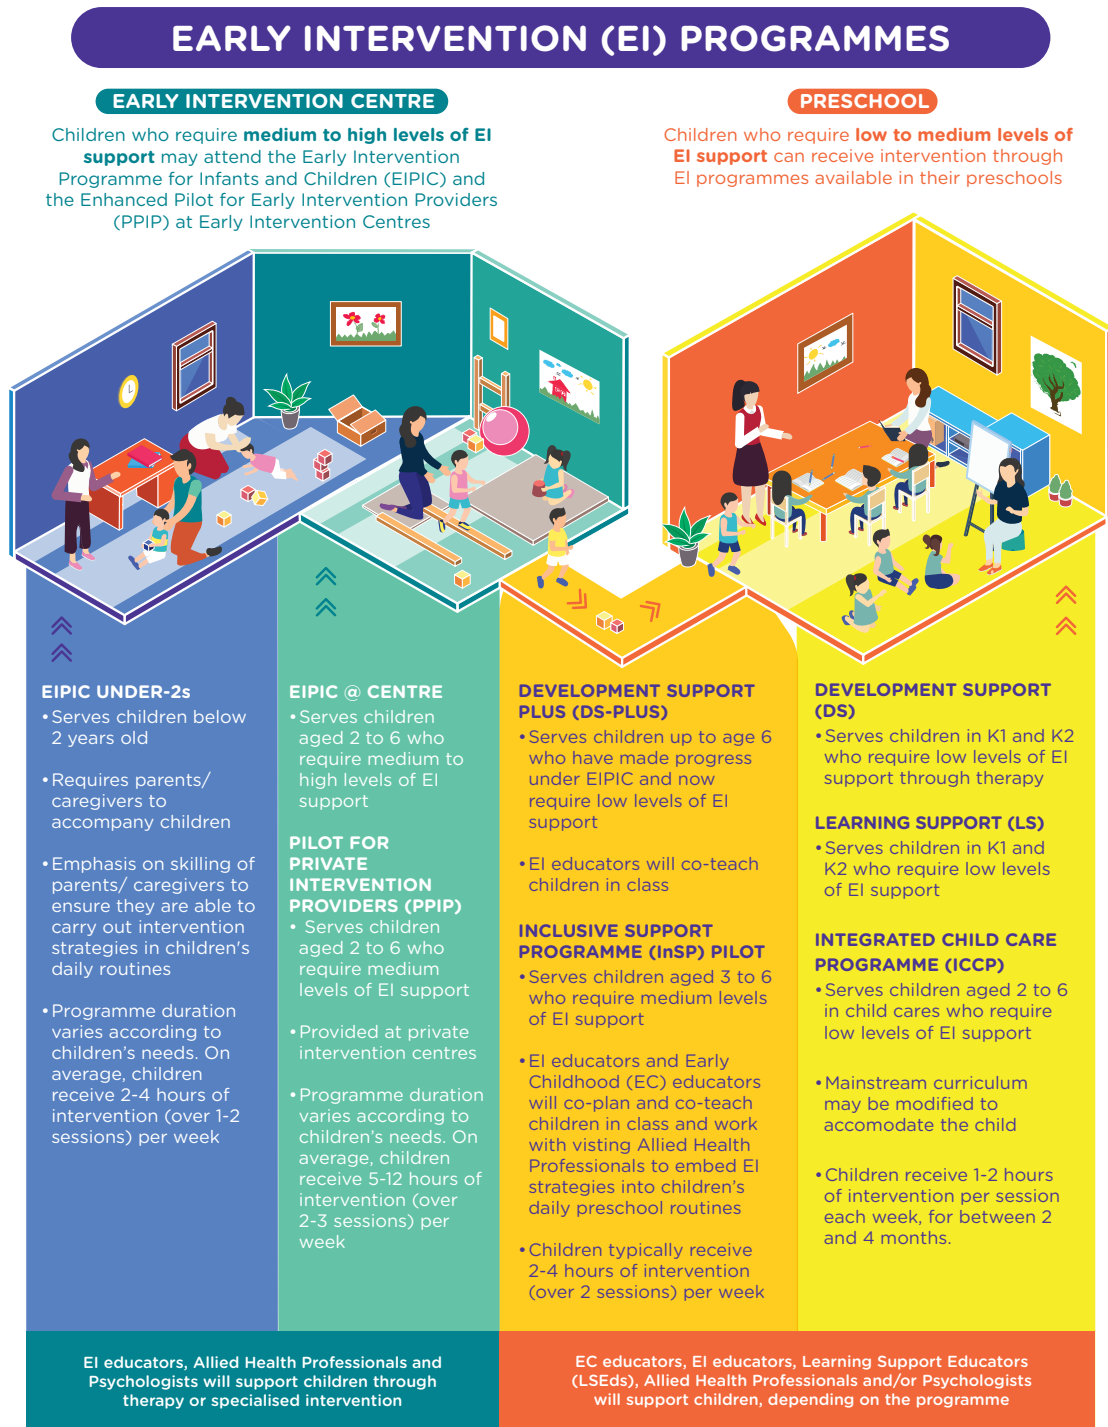 EARLY INTERVENTION (EI) PROGRAMMES
EARLY INTERVENTION CENTRE
Children who require medium to high levels of EI
support may attend the Early Intervention
Programme for Infants and Children (EIPIC) and
the Enhanced Pilot for Early Intervention Providers
(PPIP) at Early Intervention Centres
PRESCHOOL
Children who require low to medium levels of
EI support can receive intervention through
EI programmes available in their preschools
EIPIC UNDER-2s
• Serves children below
2 years old
• Requires parents/
caregivers to
accompany children
• Emphasis on skilling of
parents/ caregivers to
ensure they are able to
carry out intervention
strategies in children's
daily routines
• Programme duration
varies according to
children's needs. On
average, children
receive 2-4 hours of
intervention (over 1-2
sessions) per week
EIPIC @ CENTRE
• Serves children
aged 2 to 6 who
require medium to
high levels of EI
support
PILOT FOR
PRIVATE
INTERVENTION
PROVIDERS (PPIP)
• Serves children
aged 2 to 6 who
require medium
levels of EI support
• Provided at private
intervention centres
• Programme duration
varies according to
children's needs. On
average, children
receive 5-12 hours of
intervention (over
2-3 sessions) per
week
DEVELOPMENT SUPPORT
PLUS (DS-PLUS)
• Serves children up to age 6
who have made progress
under EIPIC and now
require low levels of EI
support
• EI educators will co-teach
children in class
INCLUSIVE SUPPORT
PROGRAMME (InSP) PILOT
• Serves children aged 3 to 6
who require medium levels
of EI support
• EI educators and Early
Childhood (EC) educators
will co-plan and co-teach
children in class and work
with visting Allied Health
Professionals to embed EI
strategies into children's
daily preschool routines
• Children typically receive
2-4 hours of intervention
(over 2 sessions) per week
DEVELOPMENT SUPPORT
(DS)
• Serves children in K1 and K2
who require low levels of EI
support through therapy
LEARNING SUPPORT (LS)
• Serves children in K1 and
K2 who require low levels
of EI support
INTEGRATED CHILD CARE
PROGRAMME (ICCP)
• Serves children aged 2 to 6
in child cares who require
low levels of EI support
• Mainstream curriculum
may be modified to
accomodate the child
• Children receive 1-2 hours
of intervention per session
each week, for between 2
and 4 months.
EI educators, Allied Health Professionals and
Psychologists will support children through
therapy or specialised intervention
EC educators, EI educators, Learning Support Educators
(LSEds), Allied Health Professionals and/or Psychologists
will support children, depending on the programme